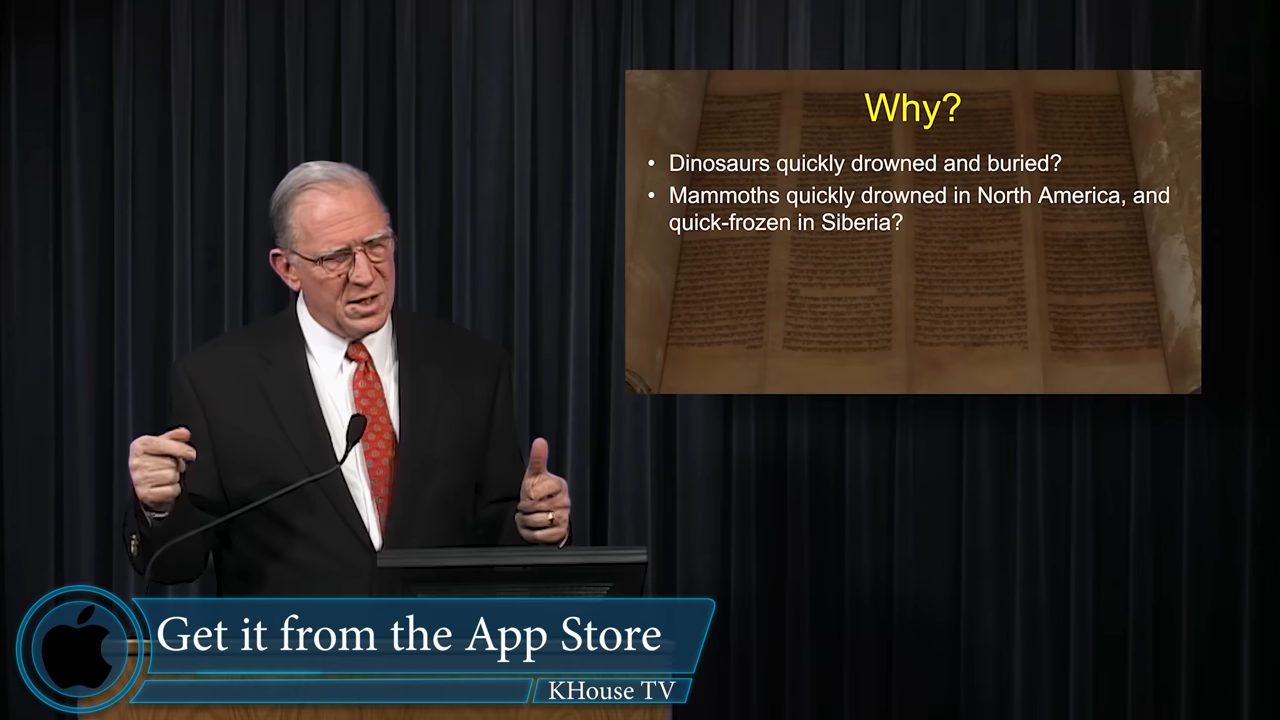 Why?
• Dinosaurs quickly drowned and buried?
• Mammoths quickly drowned in North America, and
quick-frozen in Siberia?
Get it from the App Store
KHouse TV